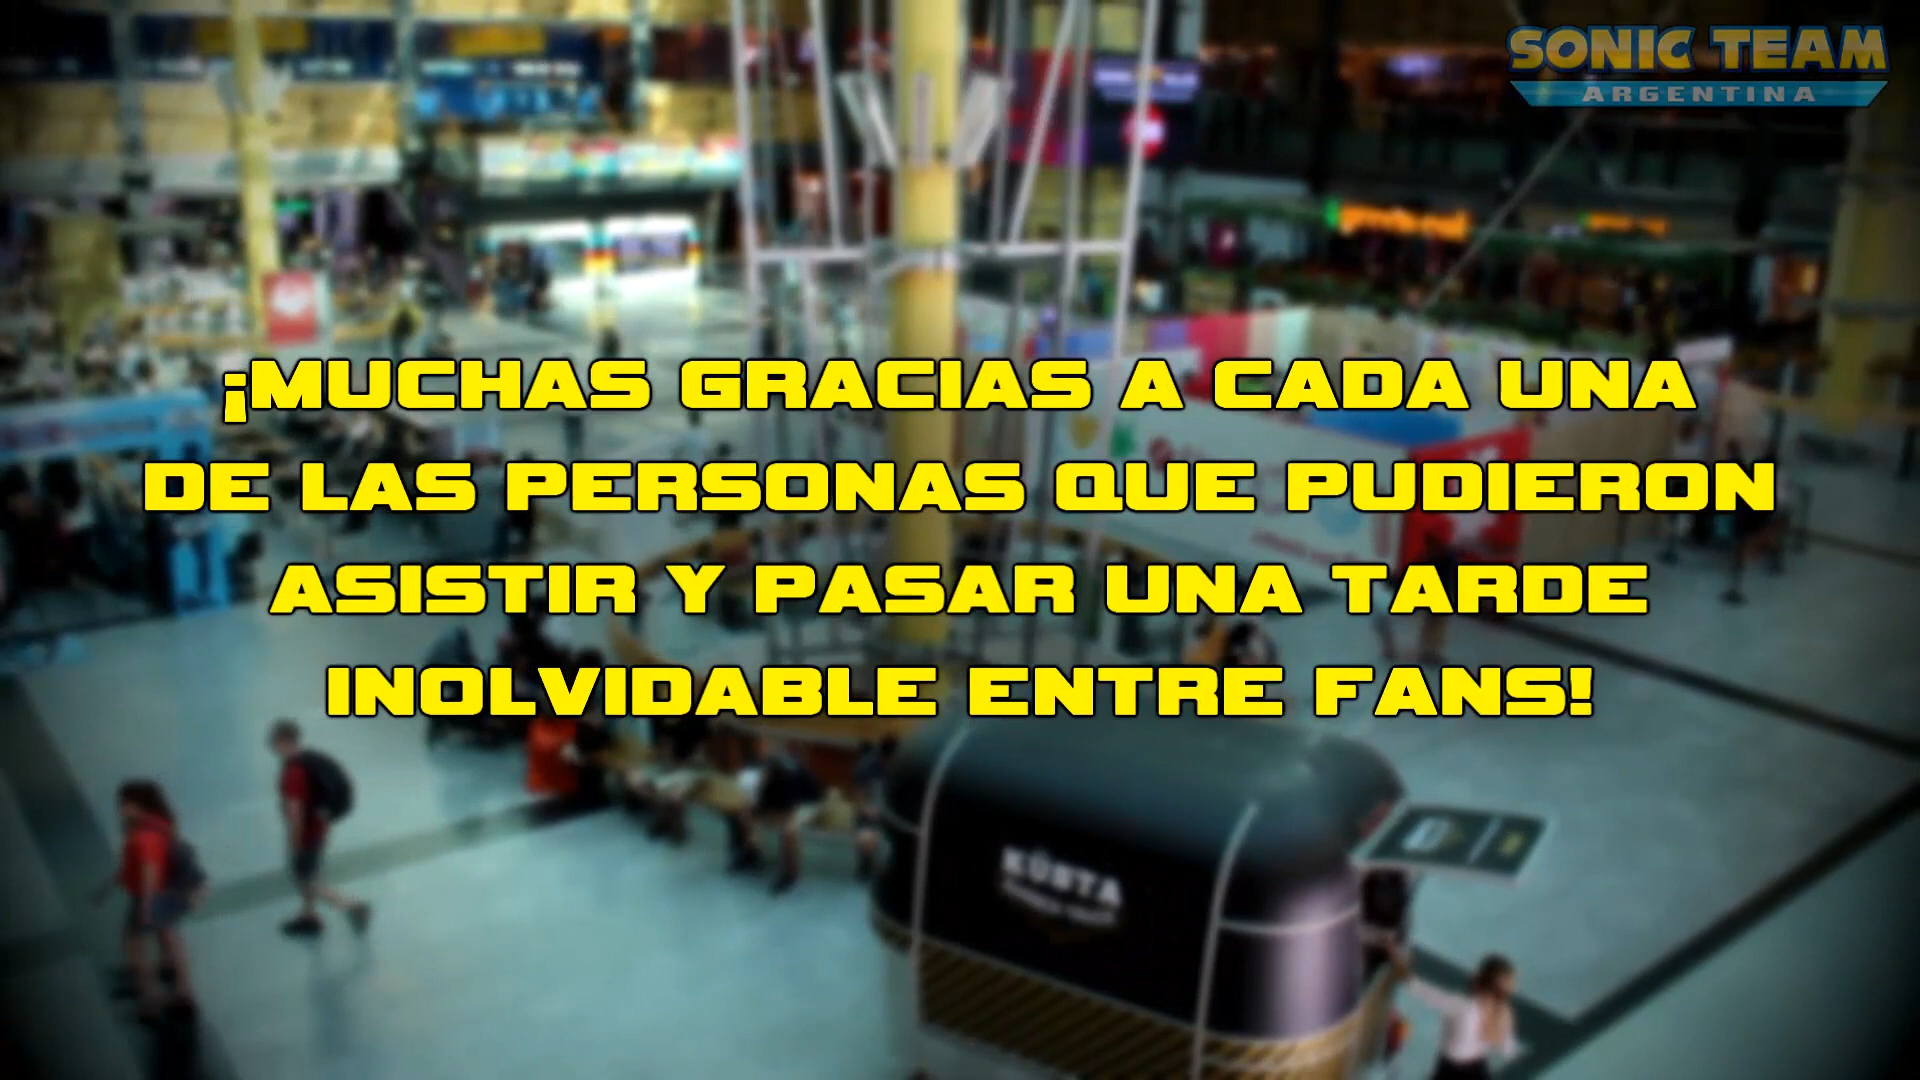 SONIC TEAM
ARGENTINA
¡MUCHAS GRACIAS A CADA UNA
DE LAS PERSONAS QUE PUDIERON
ASISTIR Y PASAR UNA TARDE
INOLVIDABLE ENTRE FANS!
KÜSTA